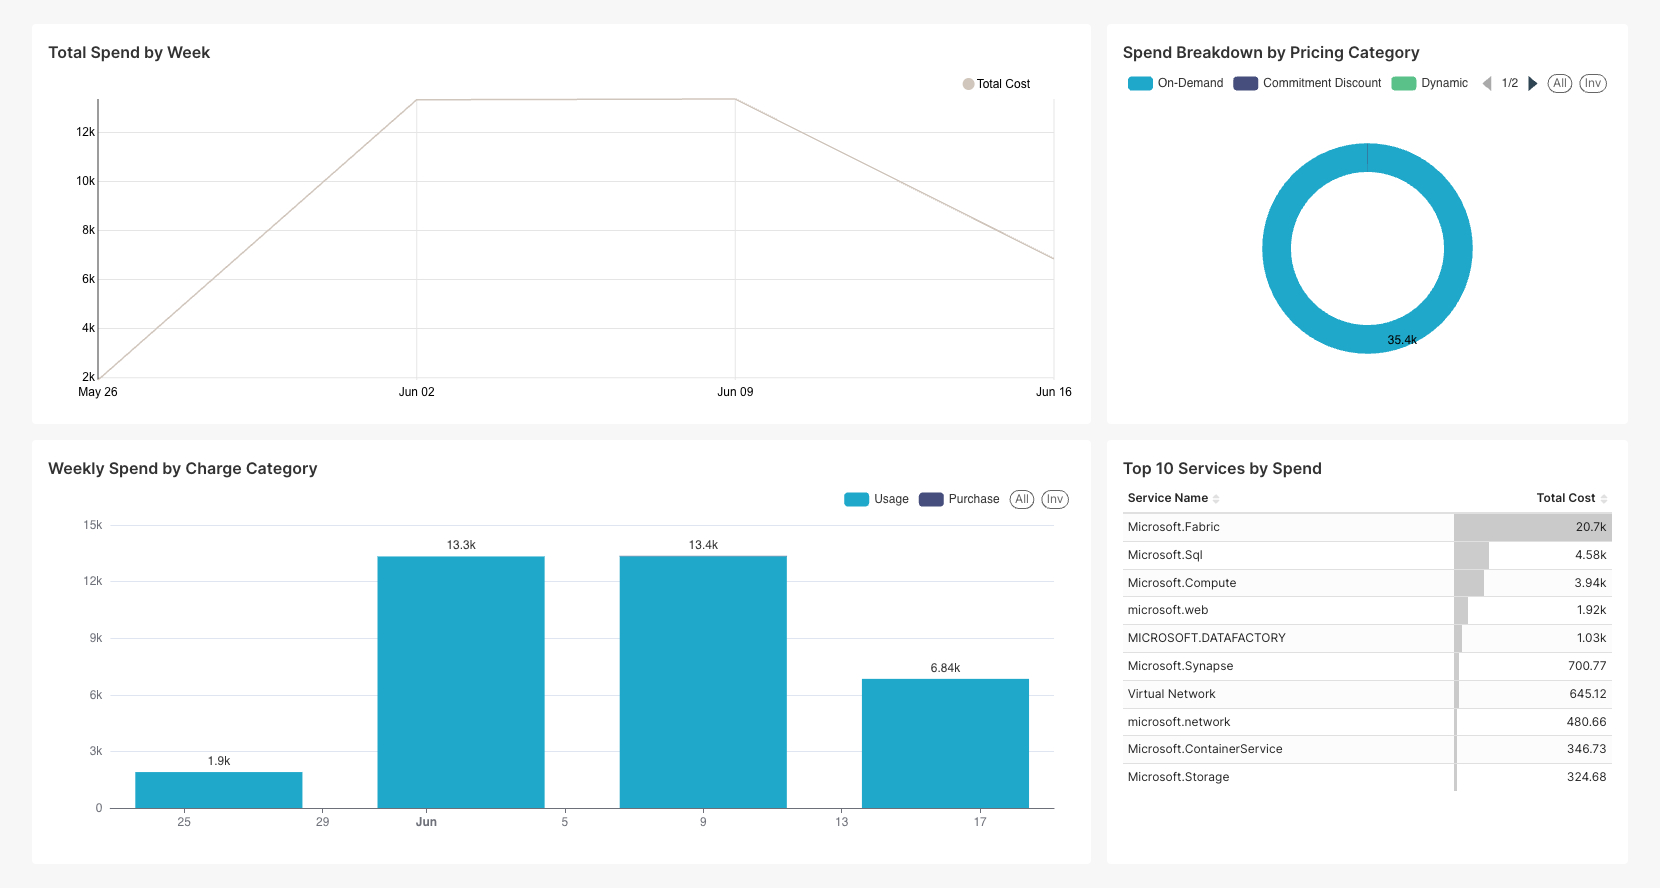 Total Spend by Week
Total Cost
12k
10k
8k
6k
4k
2k
May 26 Jun 02 Jun 09 Jun 16
Spend Breakdown by Pricing Category
On-Demand Commitment Discount Dynamic 1/2 All Inv
35.4k
Weekly Spend by Charge Category
Usage Purchase All Inv
15k
12k
9k
6k
3k
0
1.9k
13.3k
13.4k
6.84k
25 29 Jun 5 9 13 17
Top 10 Services by Spend
Service Name Total Cost
Microsoft.Fabric 20.7k
Microsoft.Sql 4.58k
Microsoft.Compute 3.94k
microsoft.web 1.92k
MICROSOFT.DATAFACTORY 1.03k
Microsoft.Synapse 700.77
Virtual Network 645.12
microsoft.network 480.66
Microsoft.ContainerService 346.73
Microsoft.Storage 324.68